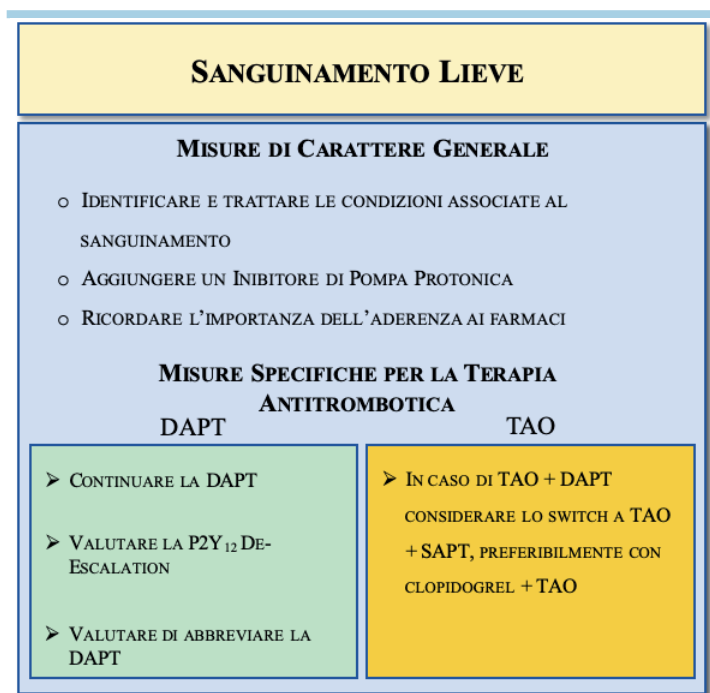 SANGUINAMENTO LIEVE
MISURE DI CARATTERE GENERALE
o IDENTIFICARE E TRATTARE LE CONDIZIONI ASSOCIATE AL
SANGUINAMENTO
o AGGIUNGERE UN INIBITORE DI POMPA PROTONICA
o RICORDARE L'IMPORTANZA DELL'ADERENZA AI FARMACI
MISURE SPECIFICHE PER LA TERAPIA
ANTITROMBOTICA
DAPT
➢ CONTINUARE LA DAPT
➢ VALUTARE LA P2Y₁₂ DE-
ESCALATION
➢ VALUTARE DI ABBREVIARE LA
DAPT
TAO
➢ IN CASO DI TAO + DAPT
CONSIDERARE LO SWITCH A TAO
+ SAPT, PREFERIBILMENTE CON
CLOPIDOGREL + TAO